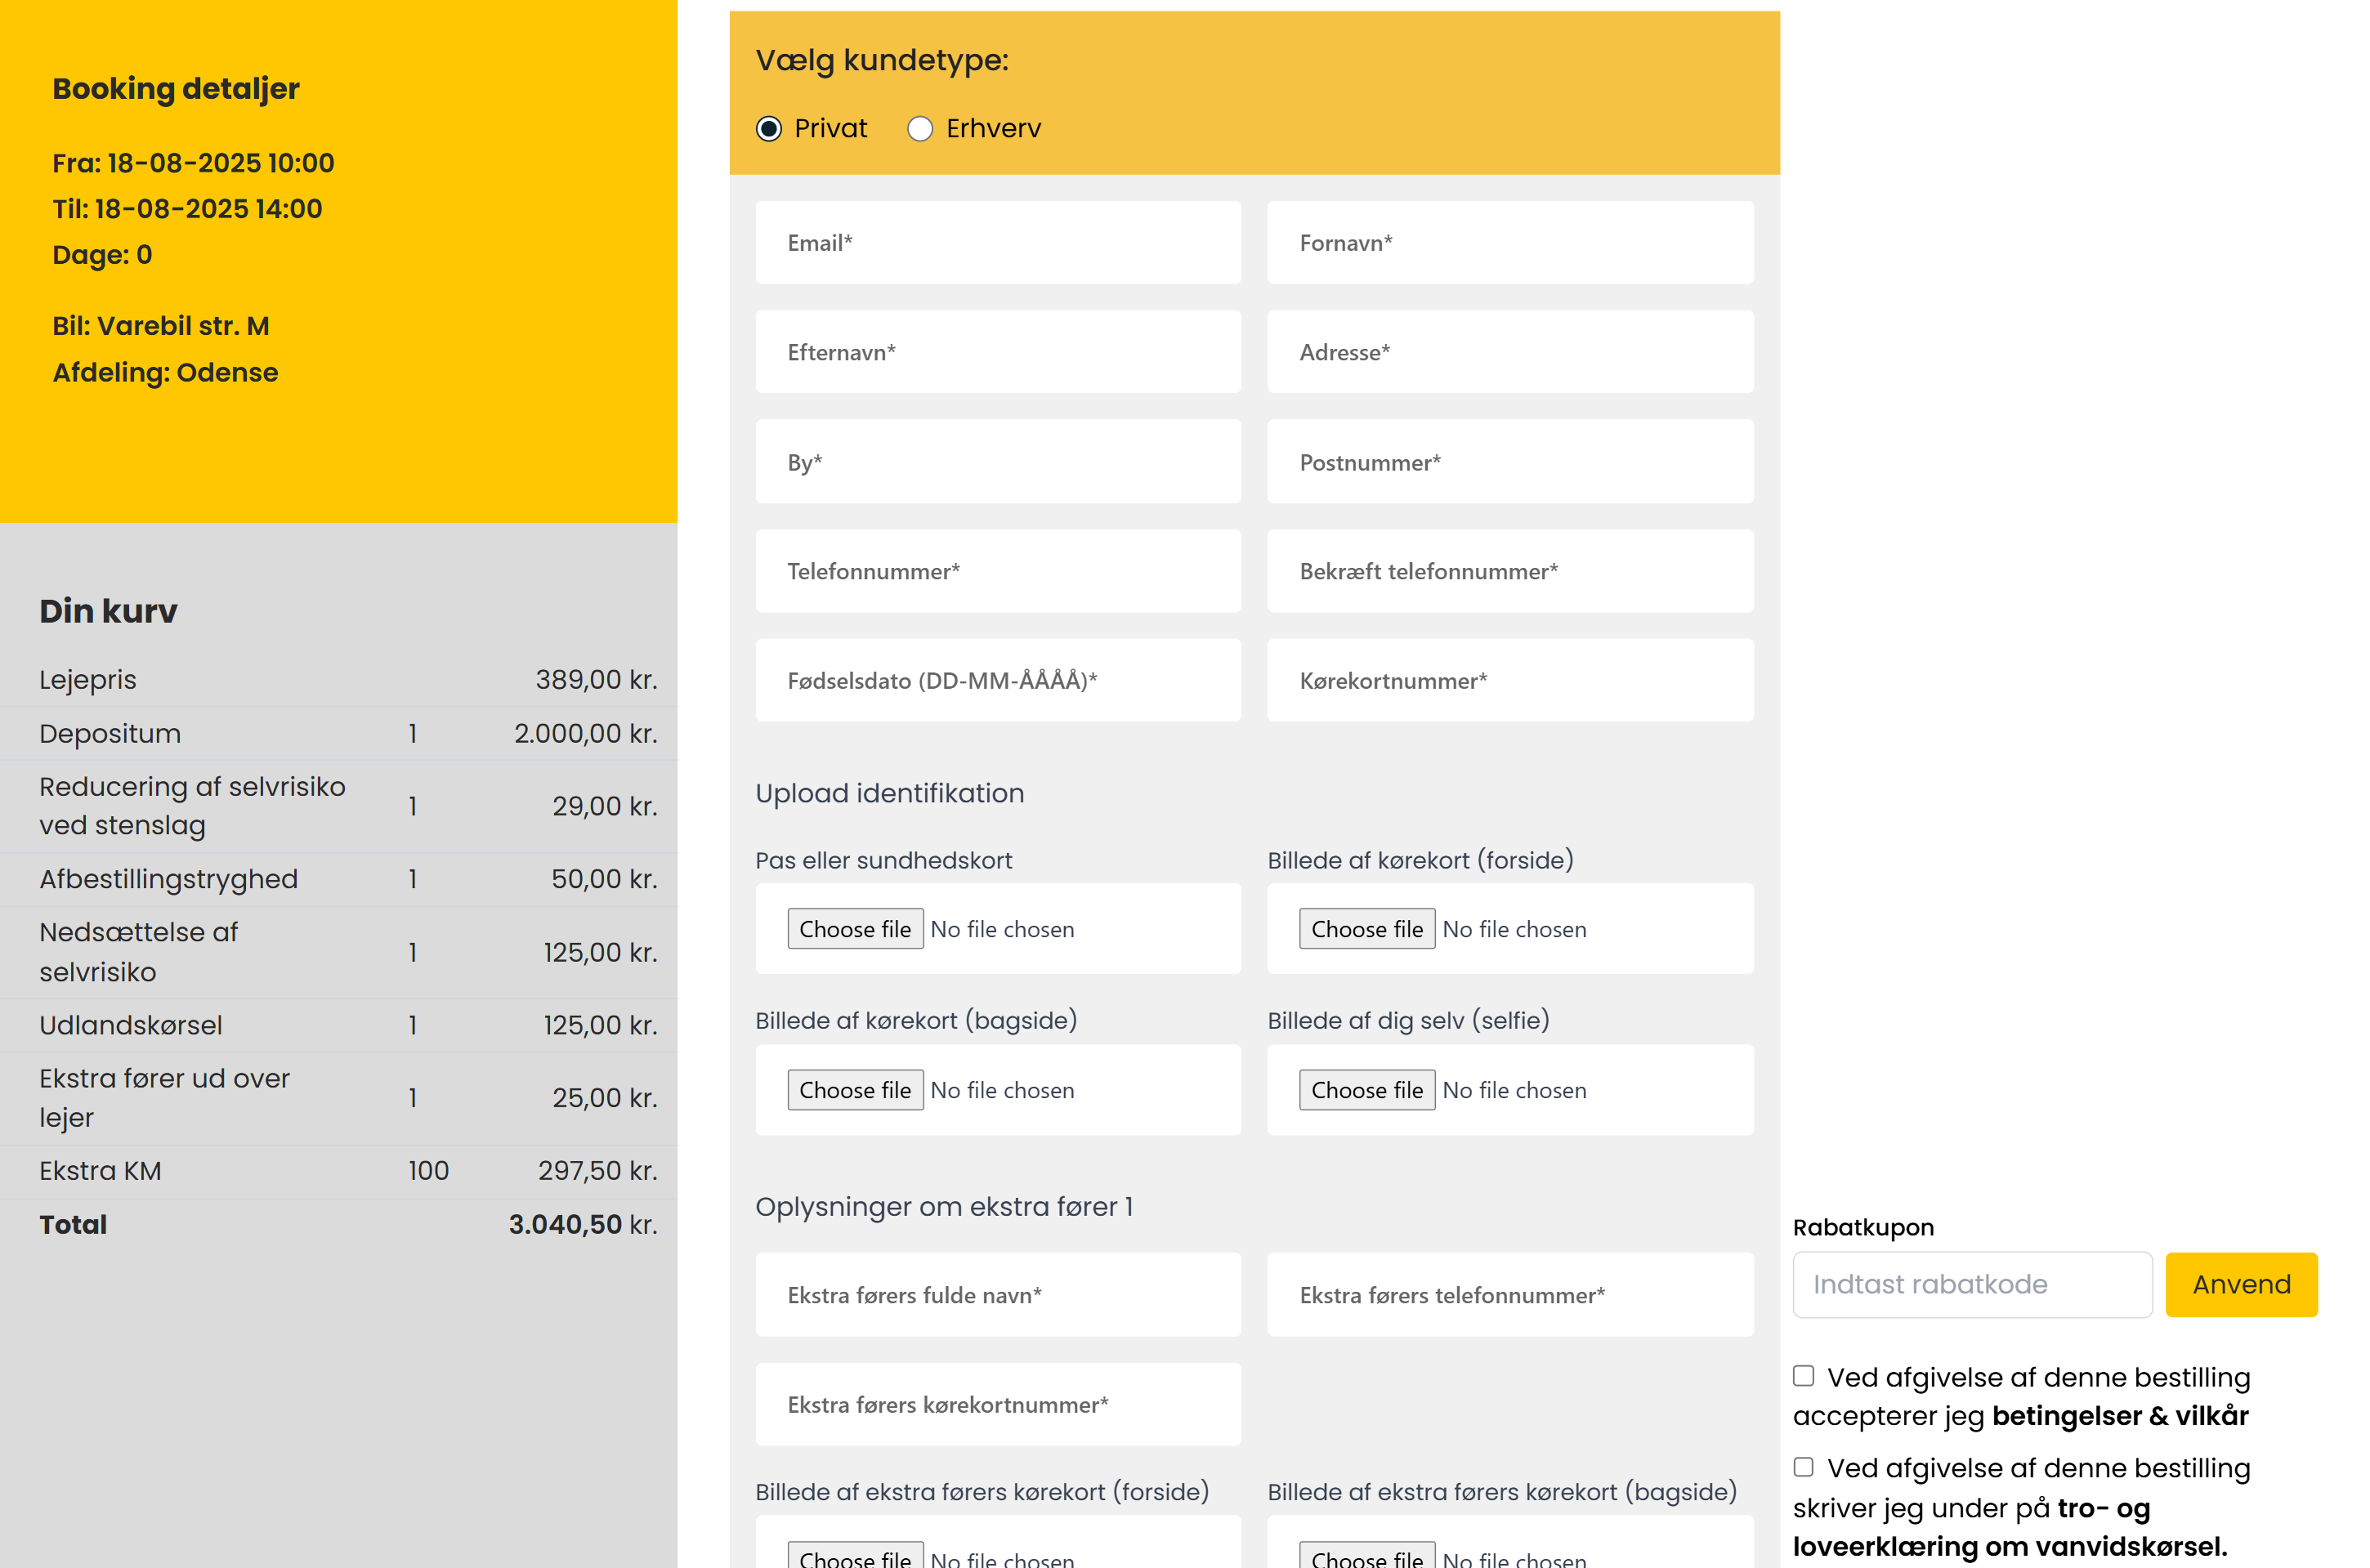 Booking detaljer
Fra: 18-08-2025 10:00
Til: 18-08-2025 14:00
Dage: 0
Bil: Varebil str. M
Afdeling: Odense
Din kurv
Lejepris 389,00 kr.
Depositum 1 2.000,00 kr.
Reducering af selvrisiko
ved stenslag 1 29,00 kr.
Afbestillingstryghed 1 50,00 kr.
Nedsættelse af
selvrisiko 1 125,00 kr.
Udlandskørsel 1 125,00 kr.
Ekstra fører ud over
lejer 1 25,00 kr.
Ekstra KM 100 297,50 kr.
Total 3.040,50 kr.
Vælg kundetype:
Privat Erhverv
Email* Fornavn*
Efternavn* Adresse*
By* Postnummer*
Telefonnummer* Bekræft telefonnummer*
Fødselsdato (DD-MM-ÅÅÅÅ)* Kørekortnummer*
Upload identifikation
Pas eller sundhedskort Billede af kørekort (forside)
Choose file No file chosen Choose file No file chosen
Billede af kørekort (bagside) Billede af dig selv (selfie)
Choose file No file chosen Choose file No file chosen
Oplysninger om ekstra fører 1
Ekstra førers fulde navn* Ekstra førers telefonnummer*
Ekstra førers kørekortnummer*
Billede af ekstra førers kørekort (forside) Billede af ekstra førers kørekort (bagside)
Choose file No file chosen Choose file No file chosen
Rabatkupon
Indtast rabatkode Anvend
Ved afgivelse af denne bestilling
accepterer jeg betingelser & vilkår
Ved afgivelse af denne bestilling
skriver jeg under på tro- og
loveerklæring om vanvidskørsel.